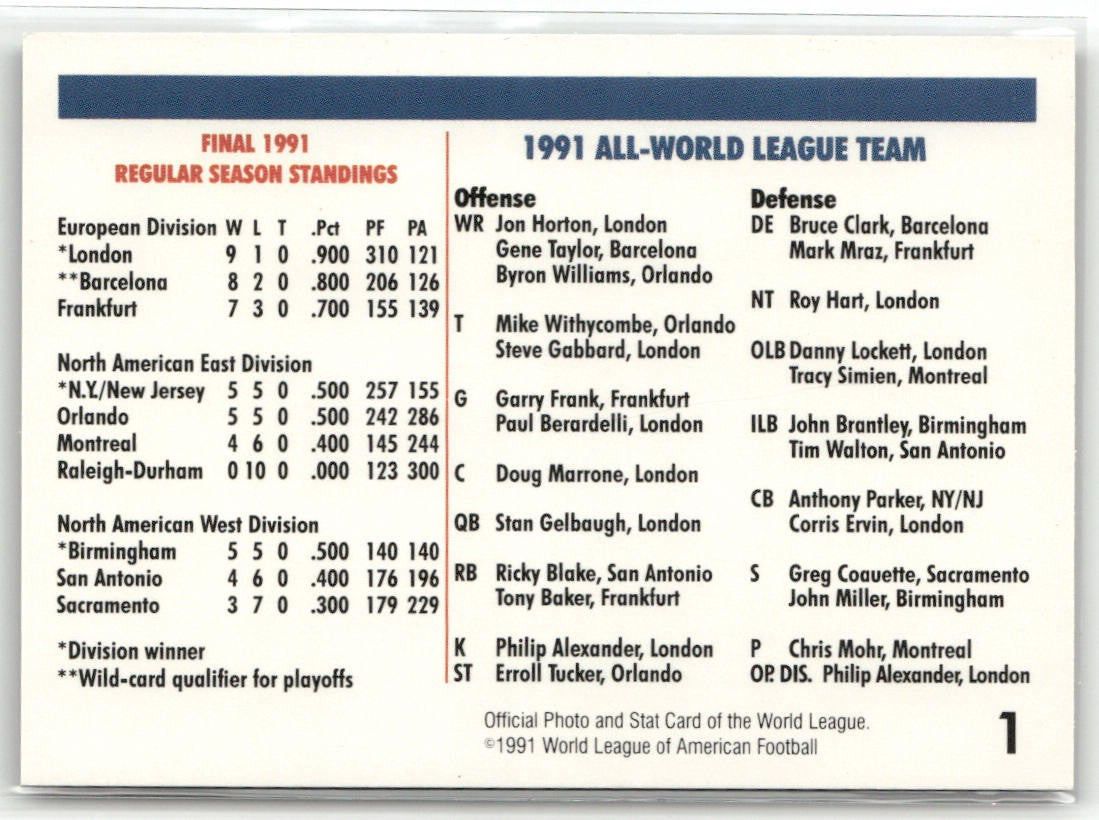 FINAL 1991
REGULAR SEASON STANDINGS
European Division W L T .Pct PF PA
*London 9 1 0 .900 310 121
**Barcelona 8 2 0 .800 206 126
Frankfurt 7 3 0 .700 155 139
North American East Division
*N.Y./New Jersey 5 5 0 .500 257 155
Orlando 5 5 0 .500 242 286
Montreal 4 6 0 .400 145 244
Raleigh-Durham 0 10 0 .000 123 300
North American West Division
*Birmingham 5 5 0 .500 140 140
San Antonio 4 6 0 .400 176 196
Sacramento 3 7 0 .300 179 229
*Division winner
**Wild-card qualifier for playoffs
1991 ALL-WORLD LEAGUE TEAM
Offense
WR Jon Horton, London
Gene Taylor, Barcelona
Byron Williams, Orlando
T Mike Withycombe, Orlando
Steve Gabbard, London
G Garry Frank, Frankfurt
Paul Berardelli, London
C Doug Marrone, London
QB Stan Gelbaugh, London
RB Ricky Blake, San Antonio
Tony Baker, Frankfurt
K Philip Alexander, London
ST Erroll Tucker, Orlando
Defense
DE Bruce Clark, Barcelona
Mark Mraz, Frankfurt
NT Roy Hart, London
OLB Danny Lockett, London
Tracy Simien, Montreal
ILB John Brantley, Birmingham
Tim Walton, San Antonio
CB Anthony Parker, NY/NJ
Corris Ervin, London
S Greg Coauette, Sacramento
John Miller, Birmingham
P Chris Mohr, Montreal
OP. DIS. Philip Alexander, London
Official Photo and Stat Card of the World League.
©1991 World League of American Football
1